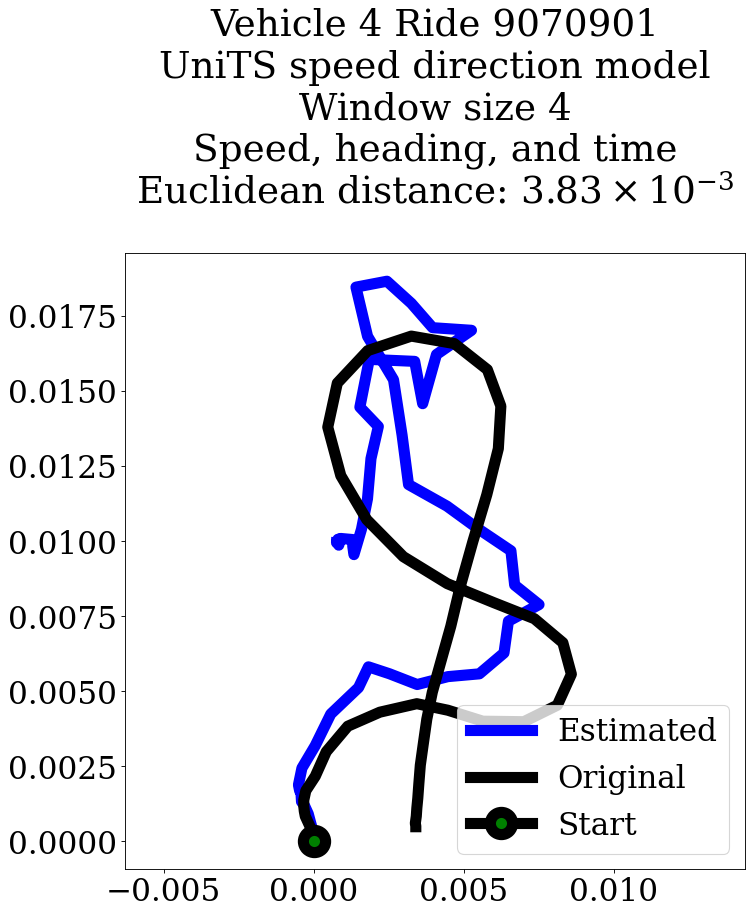 Vehicle 4 Ride 9070901
UniTS speed direction model
Window size 4
Speed, heading, and time
Euclidean distance: 3.83 × 10⁻³
0.0175
0.0150
0.0125
0.0100
0.0075
0.0050
0.0025
0.0000
Estimated
Original
Start
−0.005 0.000 0.005 0.010